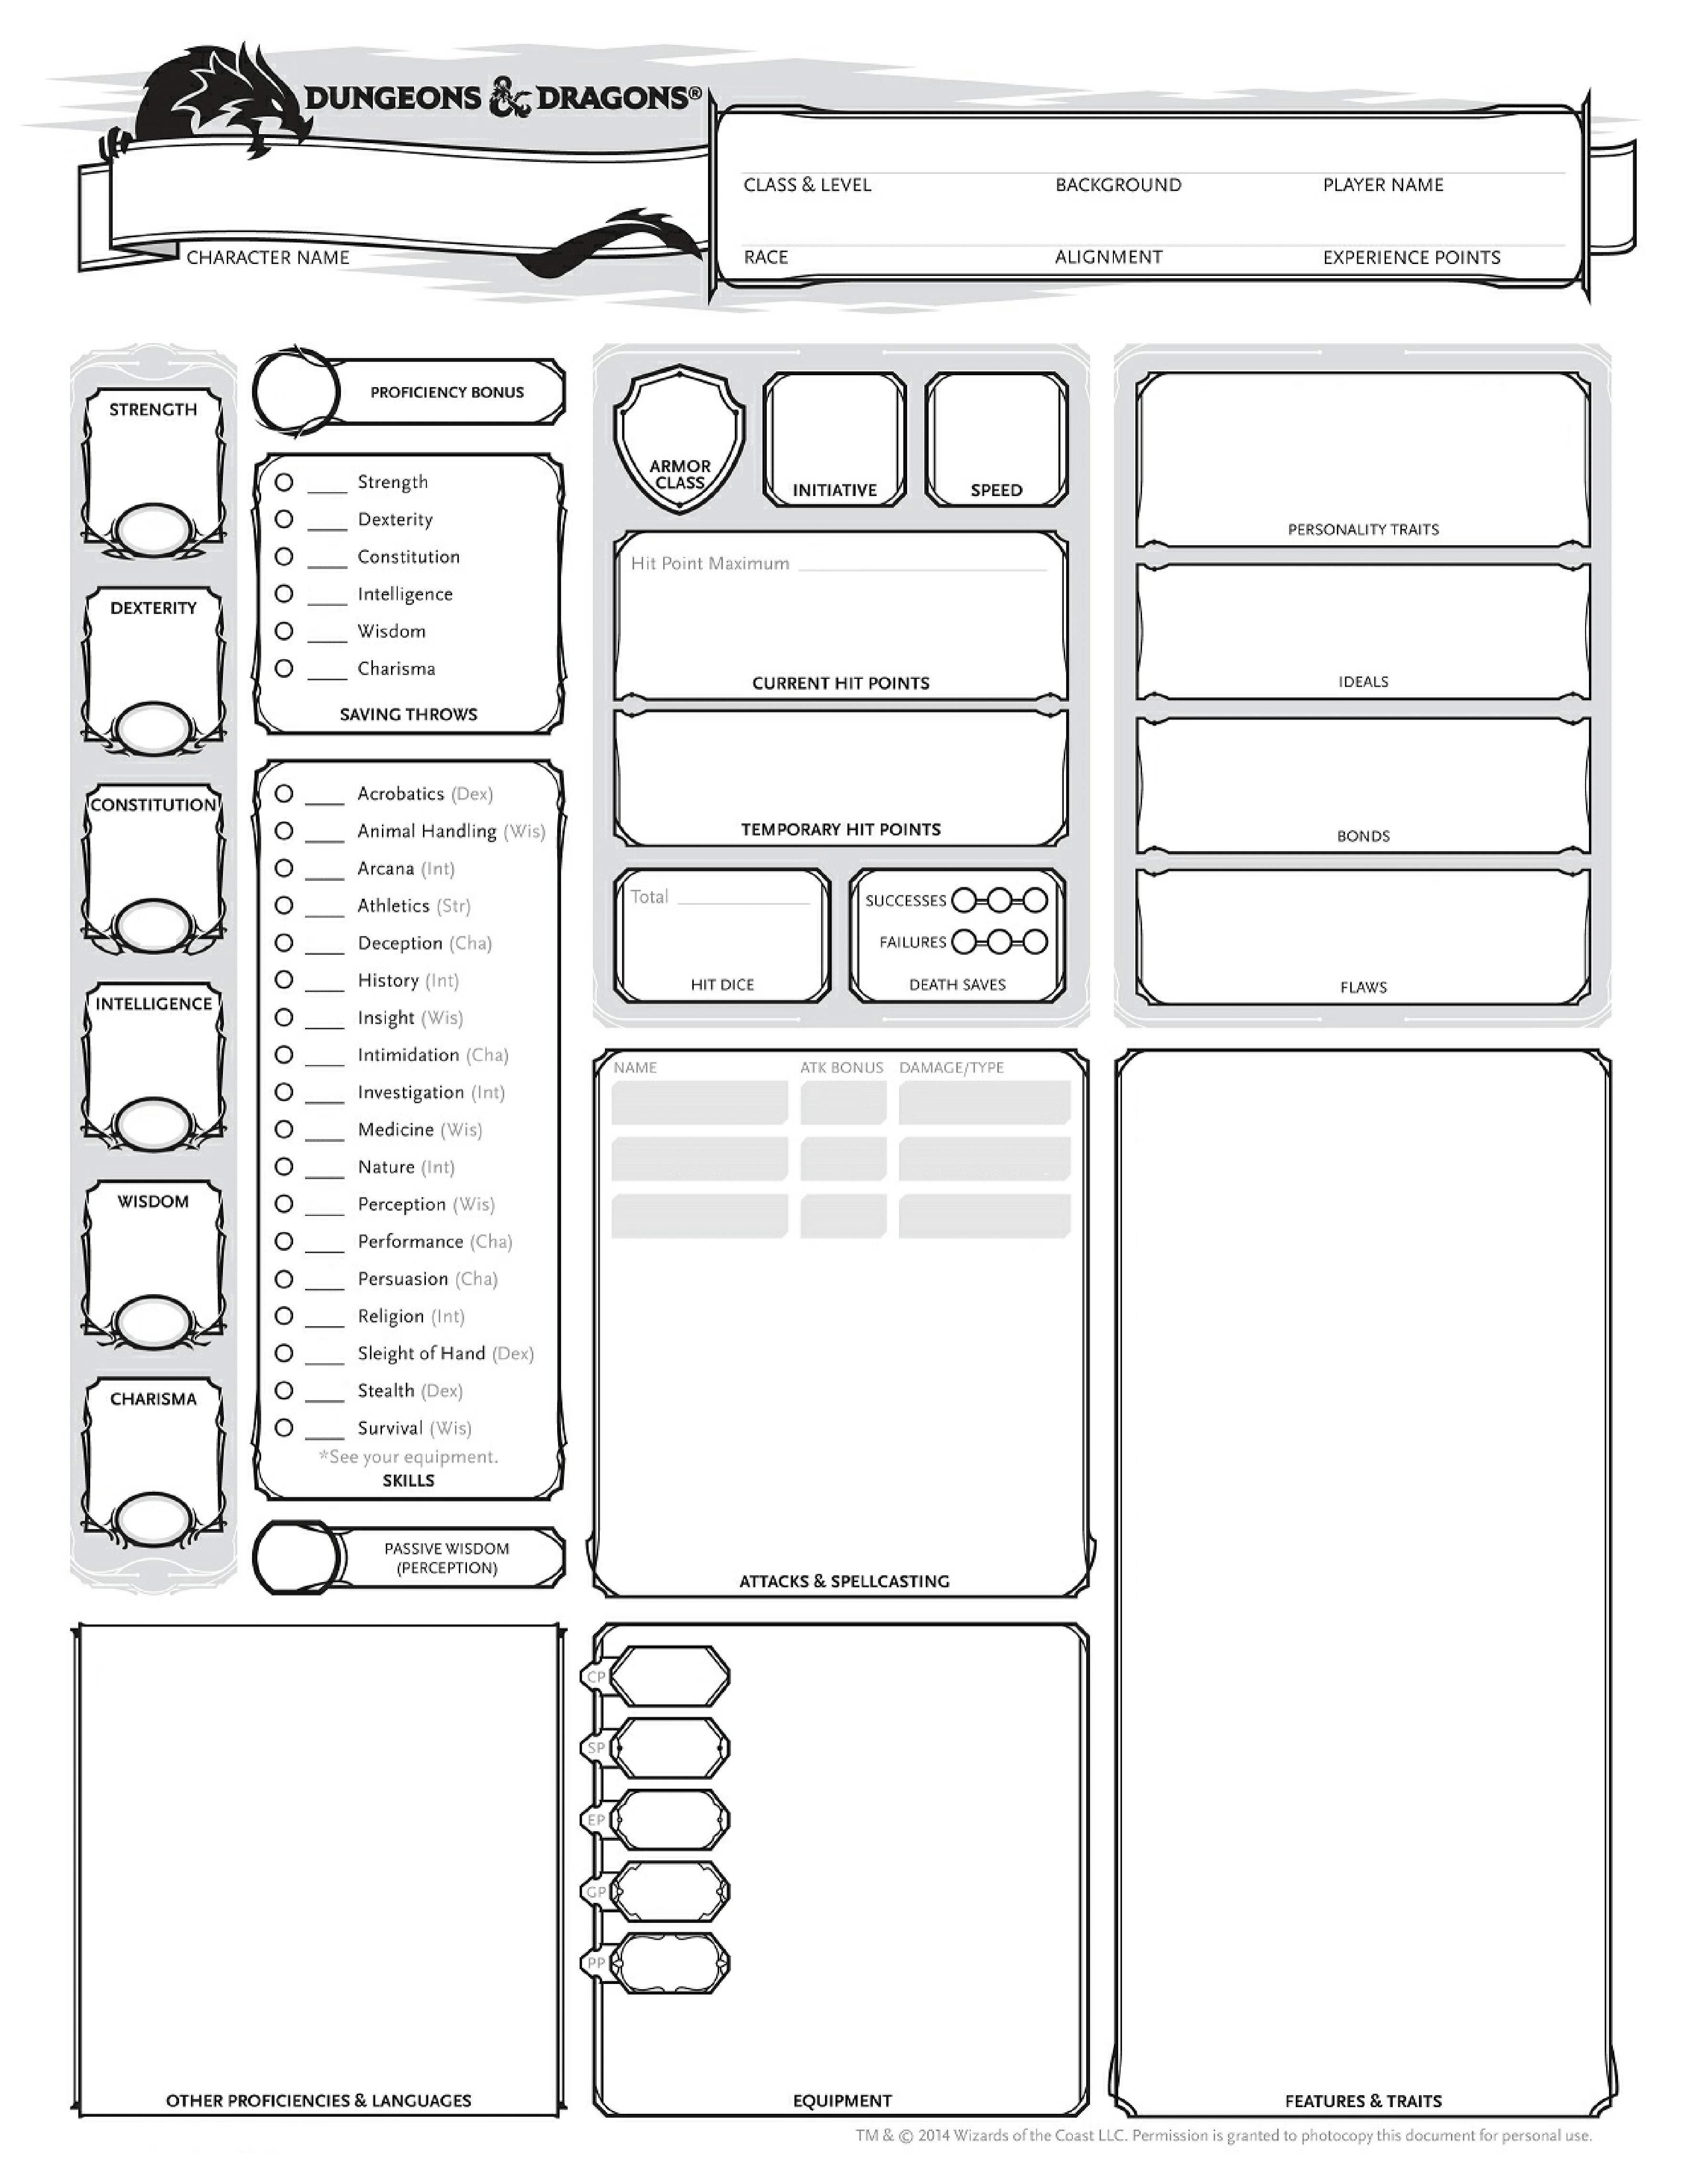 DUNGEONS & DRAGONS®
CHARACTER NAME
CLASS & LEVEL BACKGROUND PLAYER NAME
RACE ALIGNMENT EXPERIENCE POINTS
STRENGTH
DEXTERITY
CONSTITUTION
INTELLIGENCE
WISDOM
CHARISMA
PROFICIENCY BONUS
Strength
Dexterity
Constitution
Intelligence
Wisdom
Charisma
SAVING THROWS
Acrobatics (Dex)
Animal Handling (Wis)
Arcana (Int)
Athletics (Str)
Deception (Cha)
History (Int)
Insight (Wis)
Intimidation (Cha)
Investigation (Int)
Medicine (Wis)
Nature (Int)
Perception (Wis)
Performance (Cha)
Persuasion (Cha)
Religion (Int)
Sleight of Hand (Dex)
Stealth (Dex)
Survival (Wis)
*See your equipment.
SKILLS
PASSIVE WISDOM
(PERCEPTION)
OTHER PROFICIENCIES & LANGUAGES
ARMOR
CLASS
INITIATIVE
SPEED
Hit Point Maximum
CURRENT HIT POINTS
TEMPORARY HIT POINTS
Total
HIT DICE
SUCCESSES
FAILURES
DEATH SAVES
NAME ATK BONUS DAMAGE/TYPE
ATTACKS & SPELLCASTING
CP
SP
EP
GP
PP
EQUIPMENT
PERSONALITY TRAITS
IDEALS
BONDS
FLAWS
FEATURES & TRAITS
TM & © 2014 Wizards of the Coast LLC. Permission is granted to photocopy this document for personal use.